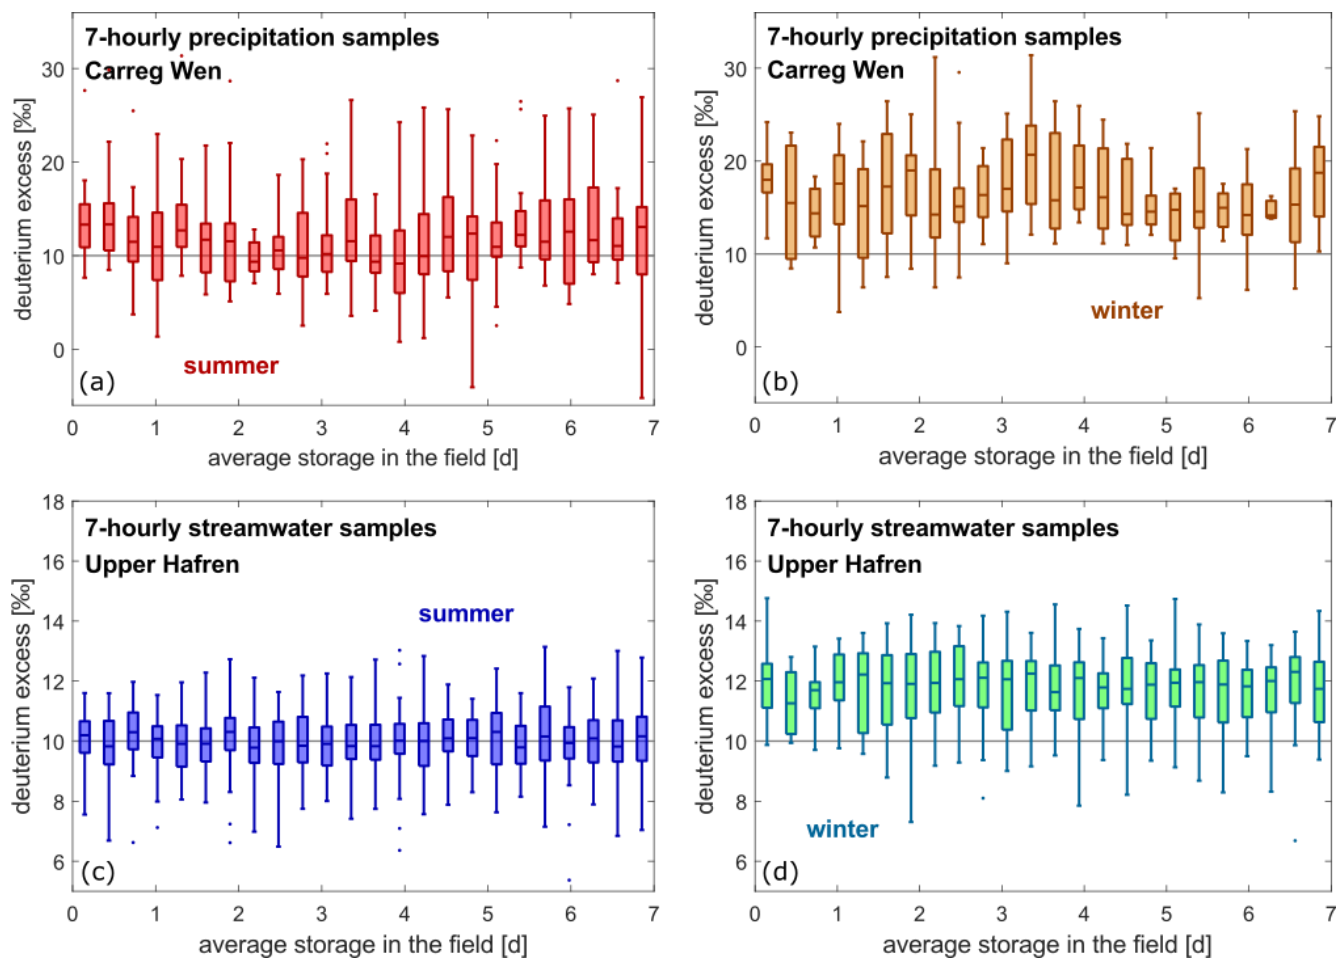 7-hourly precipitation samples
Carreg Wen
deuterium excess [‰]
30
20
10
0
summer
(a)
0 1 2 3 4 5 6 7
average storage in the field [d]
7-hourly precipitation samples
Carreg Wen
deuterium excess [‰]
30
20
10
0
winter
(b)
0 1 2 3 4 5 6 7
average storage in the field [d]
7-hourly streamwater samples
Upper Hafren
deuterium excess [‰]
18
16
14
12
10
8
6
summer
(c)
0 1 2 3 4 5 6 7
average storage in the field [d]
7-hourly streamwater samples
Upper Hafren
deuterium excess [‰]
18
16
14
12
10
8
6
winter
(d)
0 1 2 3 4 5 6 7
average storage in the field [d]